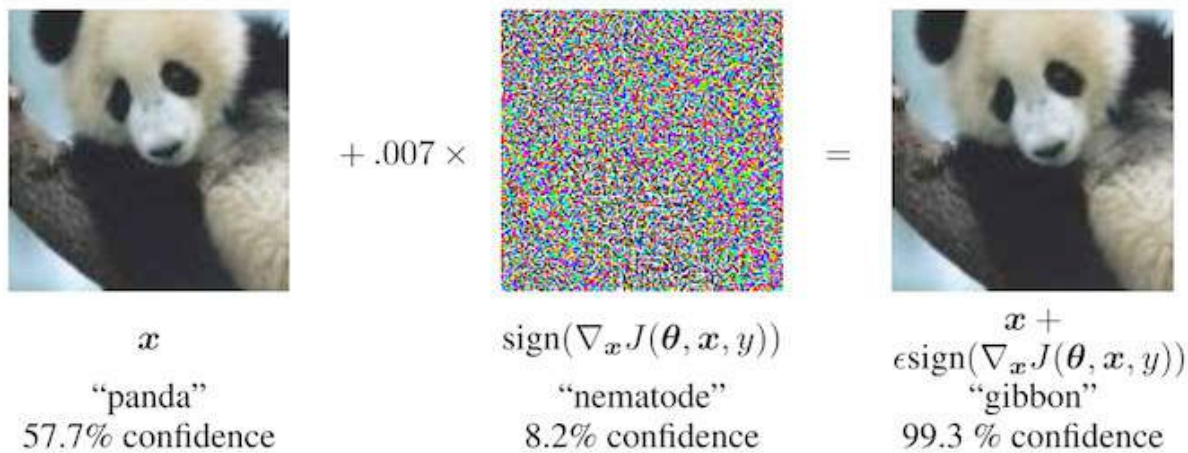 + .007 ×
=
x
sign(∇ₓJ(θ, x, y))
x +
ϵsign(∇ₓJ(θ, x, y))
“panda”
“nematode”
“gibbon”
57.7% confidence
8.2% confidence
99.3 % confidence